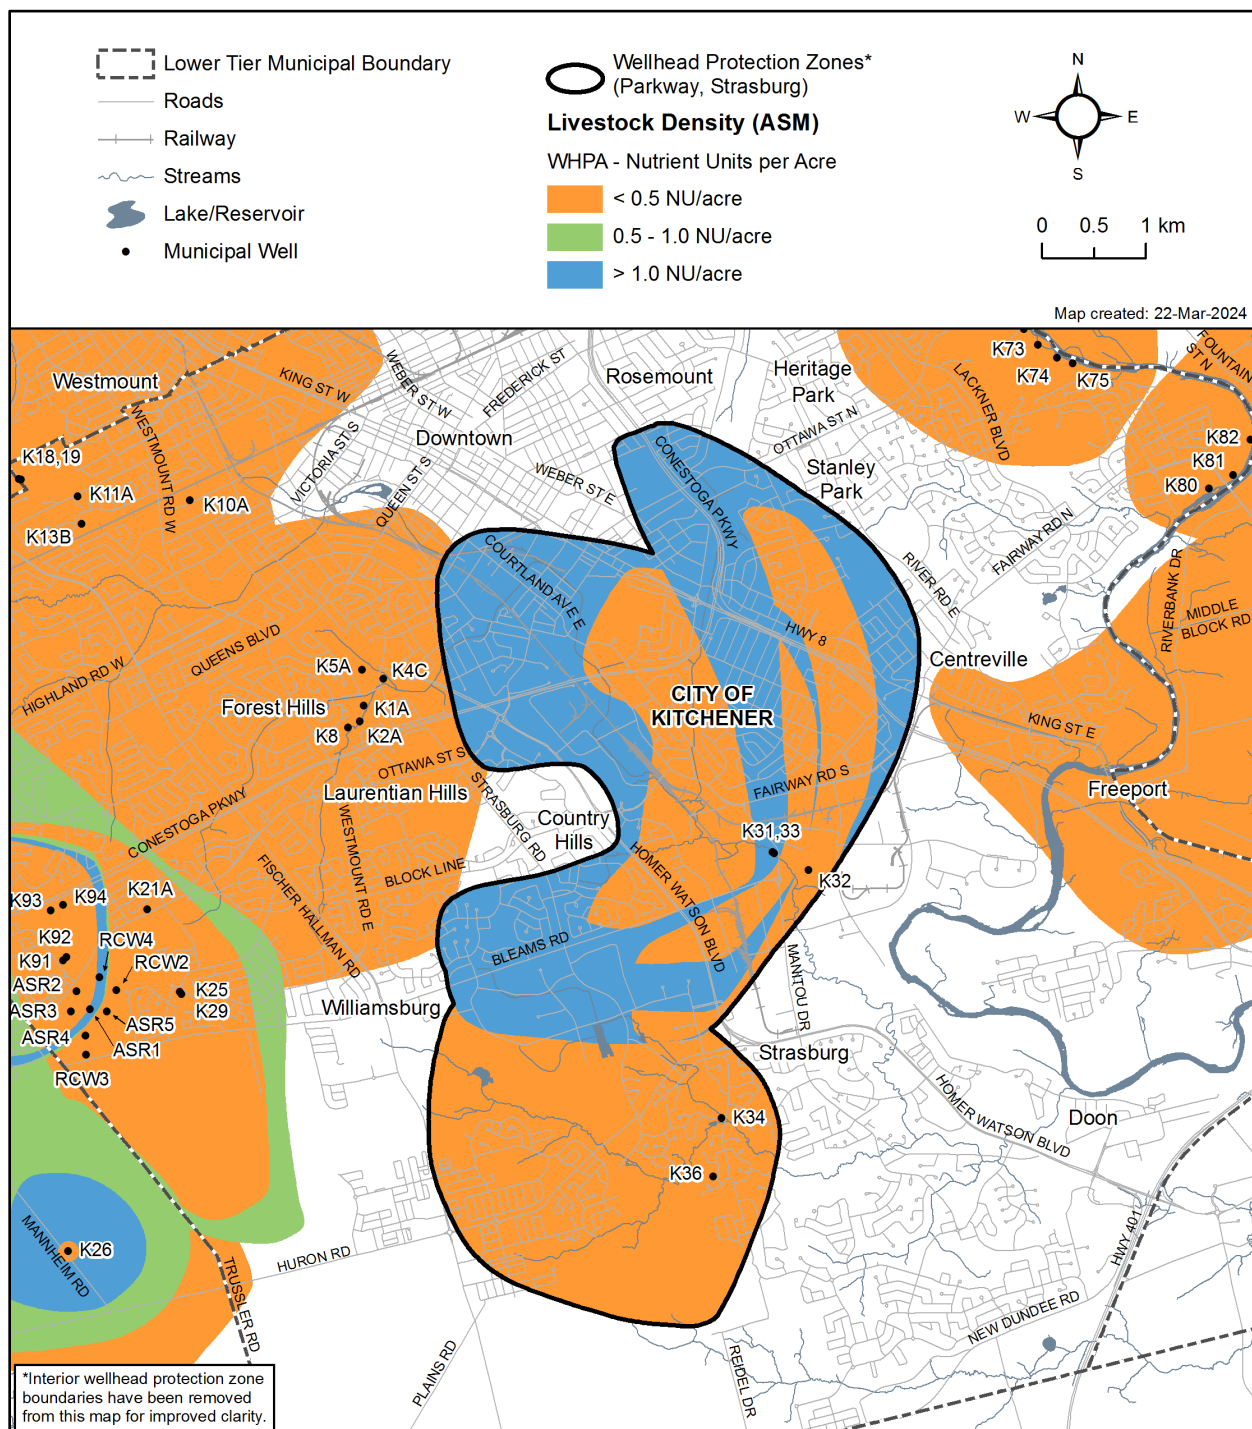 Lower Tier Municipal Boundary
Roads
Railway
Streams
Lake/Reservoir
Municipal Well
Wellhead Protection Zones*
(Parkway, Strasburg)
Livestock Density (ASM)
WHPA - Nutrient Units per Acre
< 0.5 NU/acre
0.5 - 1.0 NU/acre
> 1.0 NU/acre
N
W E
S
0 0.5 1 km
Map created: 22-Mar-2024
Westmount
KING ST W
WEBER ST W
FREDERICK ST
Rosemount
Heritage
Park
K73
K74
K75
FOUNTAIN
ST N
LACKNER BLVD
OTTAWA ST N
WESTMOUNT RD W
VICTORIA ST S
Downtown
QUEEN ST S
WEBER ST E
CONESTOGA PKWY
Stanley
Park
K82
K81
K80
K18,19
K11A
K10A
K13B
COURTLAND AVE E
RIVER RD E
FAIRWAY RD N
RIVERBANK DR
MIDDLE
BLOCK RD
HWY 8
QUEENS BLVD
HIGHLAND RD W
K5A
K4C
Forest Hills
K1A
K8
K2A
CITY OF
KITCHENER
Centreville
KING ST E
OTTAWA ST S
Laurentian Hills
STRASBURG RD
FAIRWAY RD S
Freeport
CONESTOGA PKWY
WESTMOUNT RD E
Country
Hills
K31,33
K32
BLOCK LINE
FISCHER HALLMAN RD
HOMER WATSON BLVD
K93
K94
K21A
K92
RCW4
K91
RCW2
ASR2
K25
ASR3
K29
ASR5
ASR4
ASR1
RCW3
BLEAMS RD
MANITOU DR
Williamsburg
Strasburg
HOMER WATSON BLVD
Doon
K34
K36
K26
MANNHEIM RD
HURON RD
TRUSSLER RD
HWY 401
NEW DUNDEE RD
PLAINS RD
REIDEL DR
*Interior wellhead protection zone
boundaries have been removed
from this map for improved clarity.